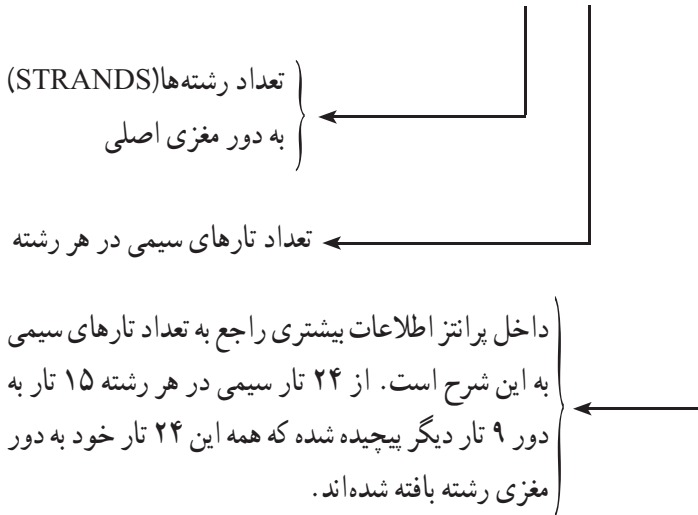 تعداد رشته‌ها(STRANDS)
به دور مغزی اصلی
تعداد تارهای سیمی در هر رشته
داخل پرانتز اطلاعات بیشتری راجع به تعداد تارهای سیمی
به این شرح است. از ۲۴ تار سیمی در هر رشته ۱۵ تار به
دور ۹ تار دیگر پیچیده شده که همه این ۲۴ تار خود به دور
مغزی رشته بافته شده‌اند.